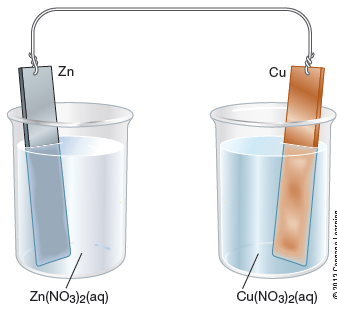 Zn
Cu
Zn(NO3)2(aq)
Cu(NO3)2(aq)
© 2012 Cengage Learning